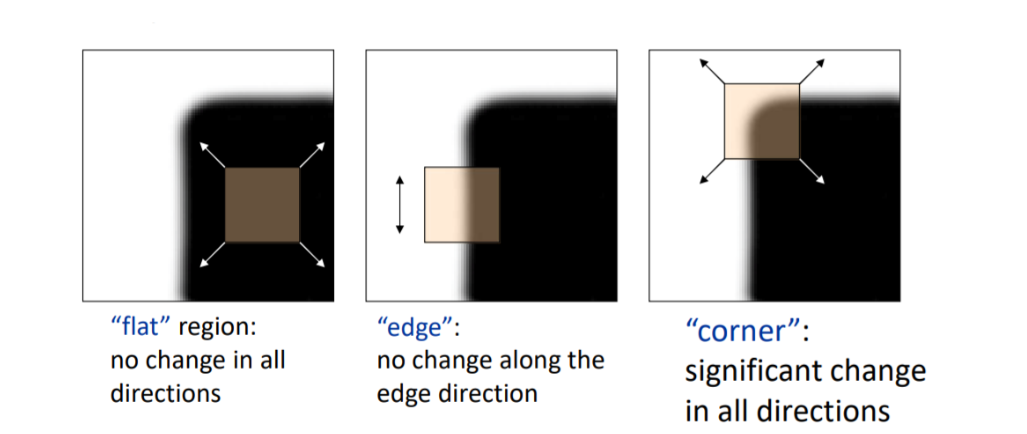 “flat” region:
no change in all
directions
“edge”:
no change along the
edge direction
“corner”:
significant change
in all directions